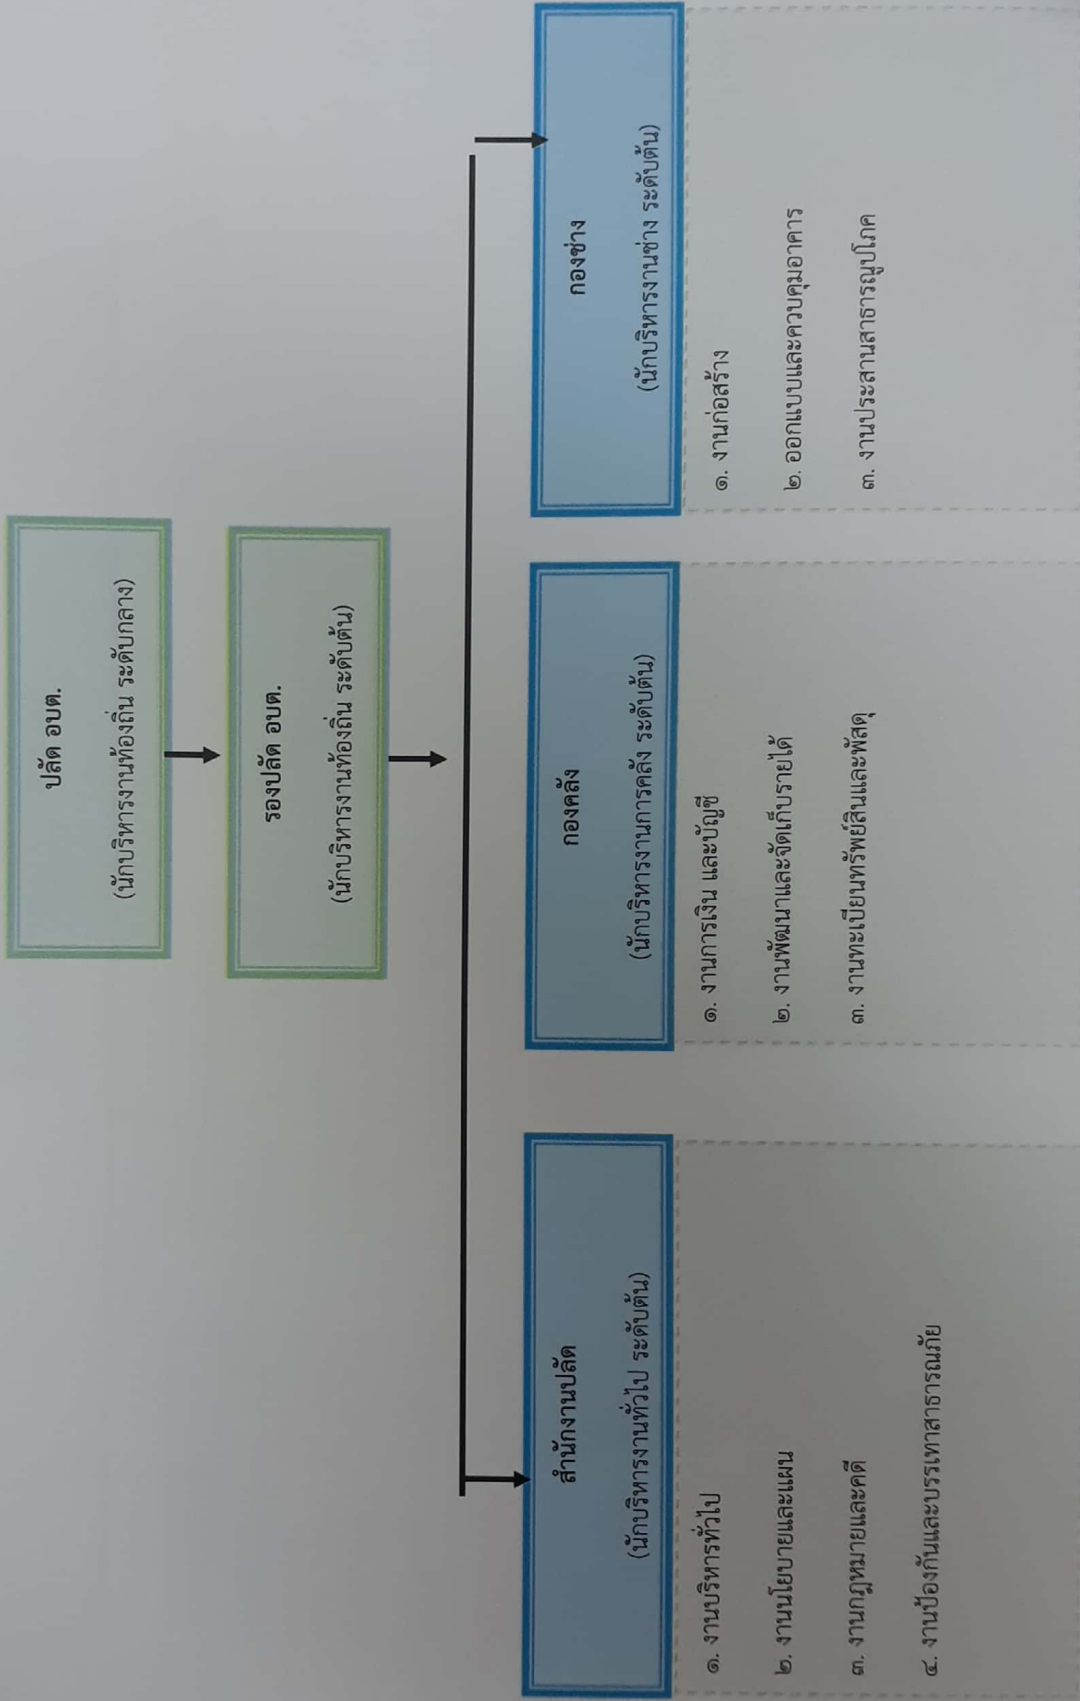 ปลัด อบต.
(นักบริหารงานท้องถิ่น ระดับกลาง)
รองปลัด อบต.
(นักบริหารงานท้องถิ่น ระดับต้น)
สำนักงานปลัด
(นักบริหารงานทั่วไป ระดับต้น)
๑. งานบริหารทั่วไป
๒. งานนโยบายและแผน
๓. งานกฎหมายและคดี
๔. งานป้องกันและบรรเทาสาธารณภัย
กองคลัง
(นักบริหารงานการคลัง ระดับต้น)
๑. งานการเงิน และบัญชี
๒. งานพัฒนาและจัดเก็บรายได้
๓. งานทะเบียนทรัพย์สินและพัสดุ
กองช่าง
(นักบริหารงานช่าง ระดับต้น)
๑. งานก่อสร้าง
๒. ออกแบบและควบคุมอาคาร
๓. งานประสานสาธารณูปโภค